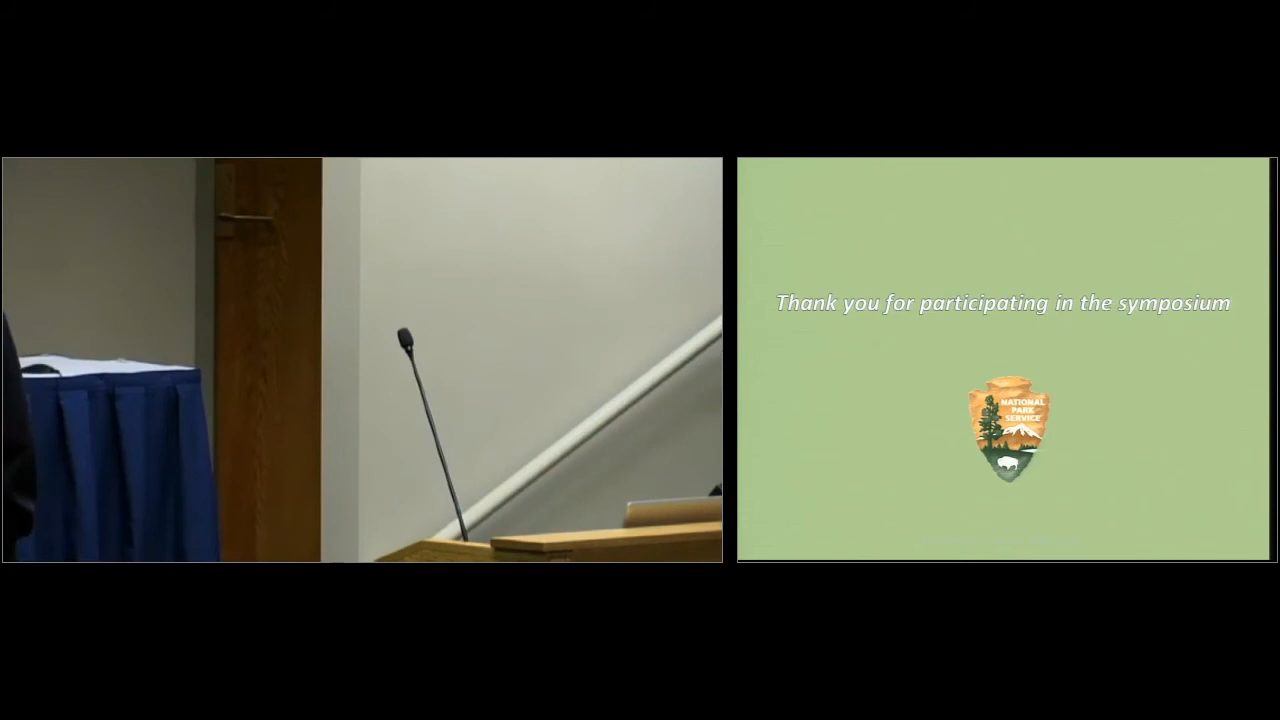 Thank you for participating in the symposium
NATIONAL
PARK
SERVICE